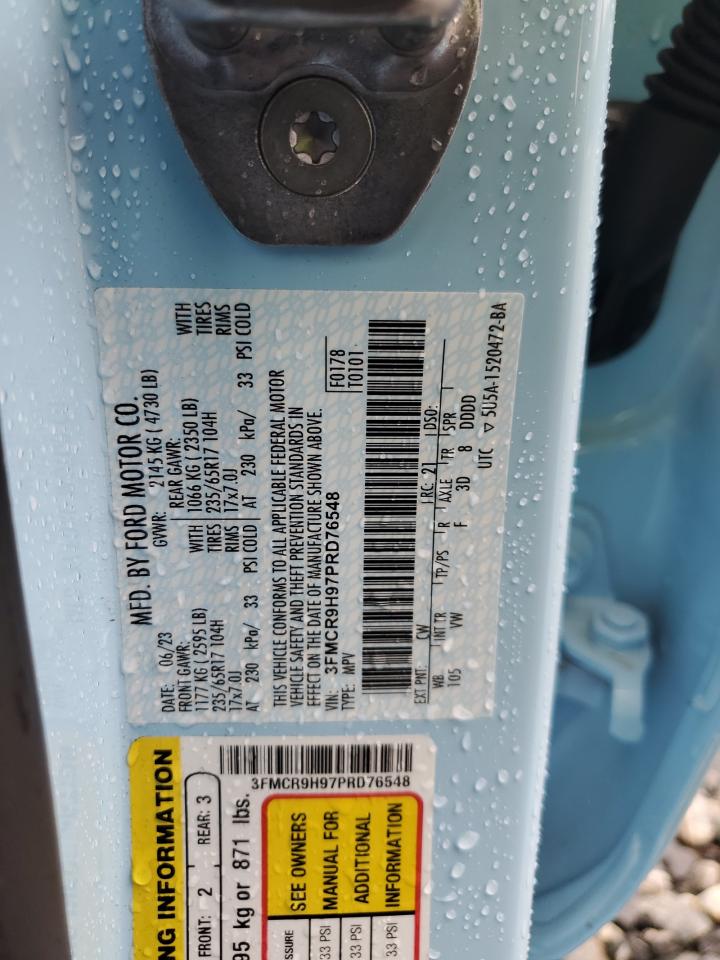 MFD. BY FORD MOTOR CO.
DATE: 06/23 GVWR: 2145 KG ( 4730 LB)
FRONT GAWR: REAR GAWR: WITH
1177 KG ( 2595 LB) 1066 KG ( 2350 LB) TIRES
235/65R17 104H TIRES 235/65R17 104H RIMS
17x7.0J RIMS 17x7.0J
AT 230 kPa/ 33 PSI COLD AT 230 kPa/ 33 PSI COLD
THIS VEHICLE CONFORMS TO ALL APPLICABLE FEDERAL MOTOR
VEHICLE SAFETY AND THEFT PREVENTION STANDARDS IN
EFFECT ON THE DATE OF MANUFACTURE SHOWN ABOVE.
VIN: 3FMCR9H97PRD76548
TYPE: MPV
F0178
T0101
EXT PNT: CW RC: 21 DSO:
WB INT TR TP/PS R AXLE TR SPR
105 VW F 3D 8 DDDD
UTC ▽ 5U5A-1520472-BA
NG INFORMATION
FRONT: 2 REAR: 3
95 kg or 871 lbs.
3FMCR9H97PRD76548
SSURE
33 PSI
33 PSI
33 PSI
SEE OWNERS
MANUAL FOR
ADDITIONAL
INFORMATION